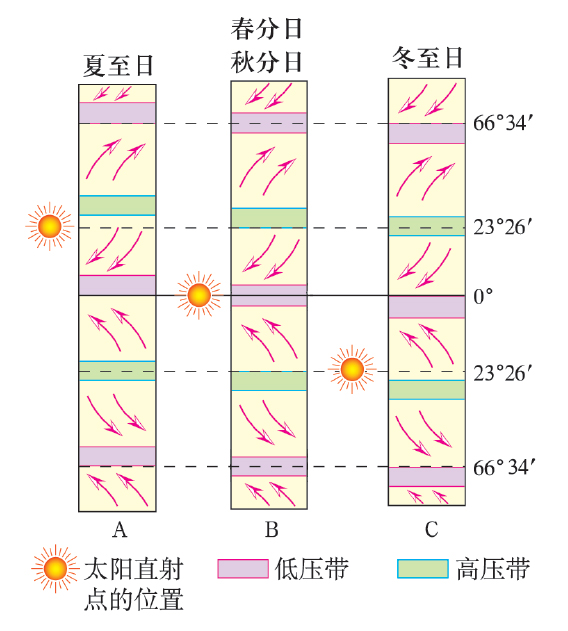 夏至日
春分日
秋分日
冬至日
66°34′
23°26′
0°
23°26′
66°34′
A
B
C
太阳直射
点的位置
低压带
高压带